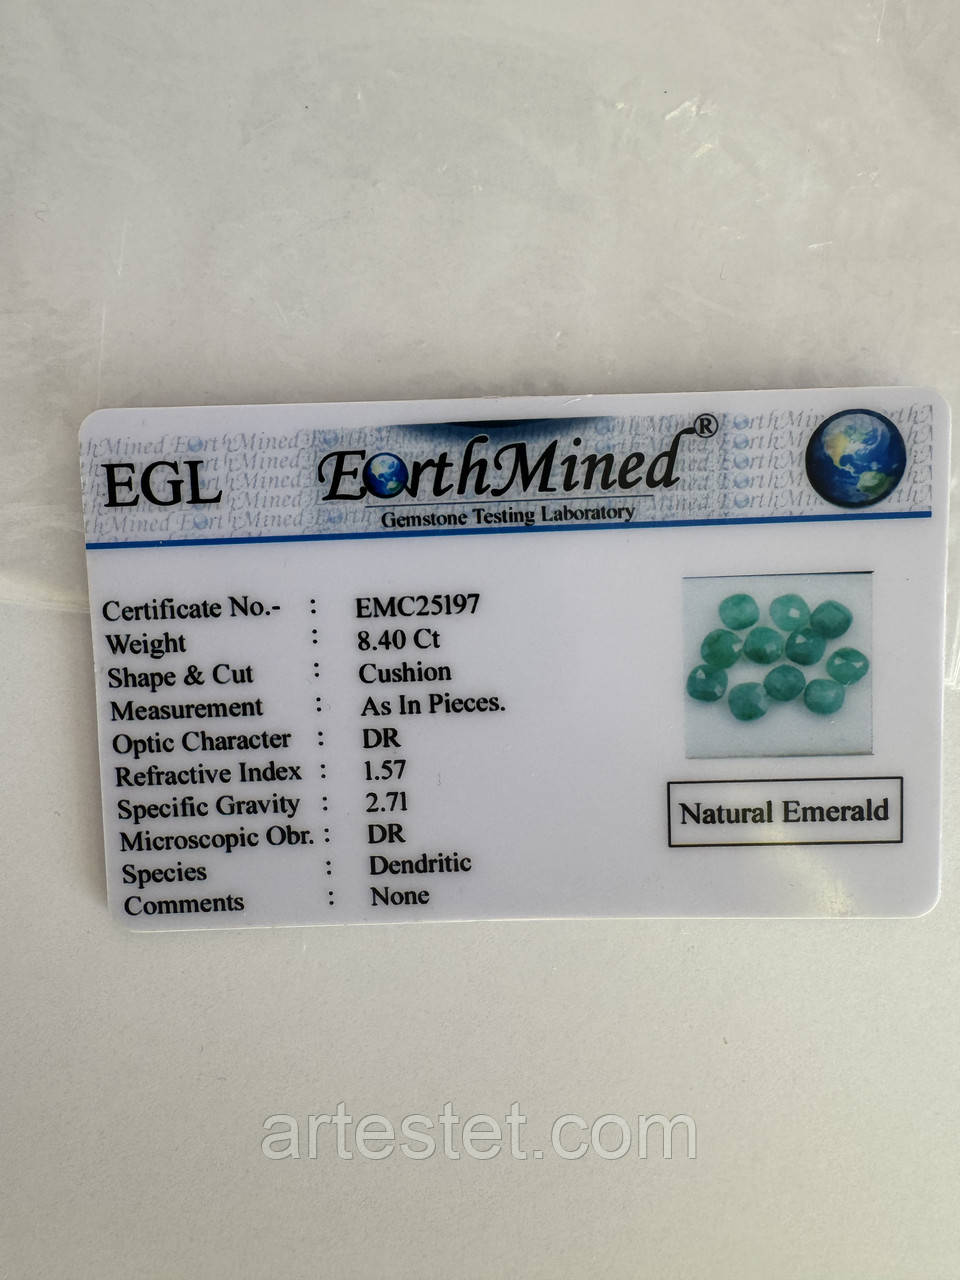 EGL
EarthMined®
Gemstone Testing Laboratory
Certificate No.- : EMC25197
Weight : 8.40 Ct
Shape & Cut : Cushion
Measurement : As In Pieces.
Optic Character : DR
Refractive Index : 1.57
Specific Gravity : 2.71
Microscopic Obr. : DR
Species : Dendritic
Comments : None
Natural Emerald
artestet.com